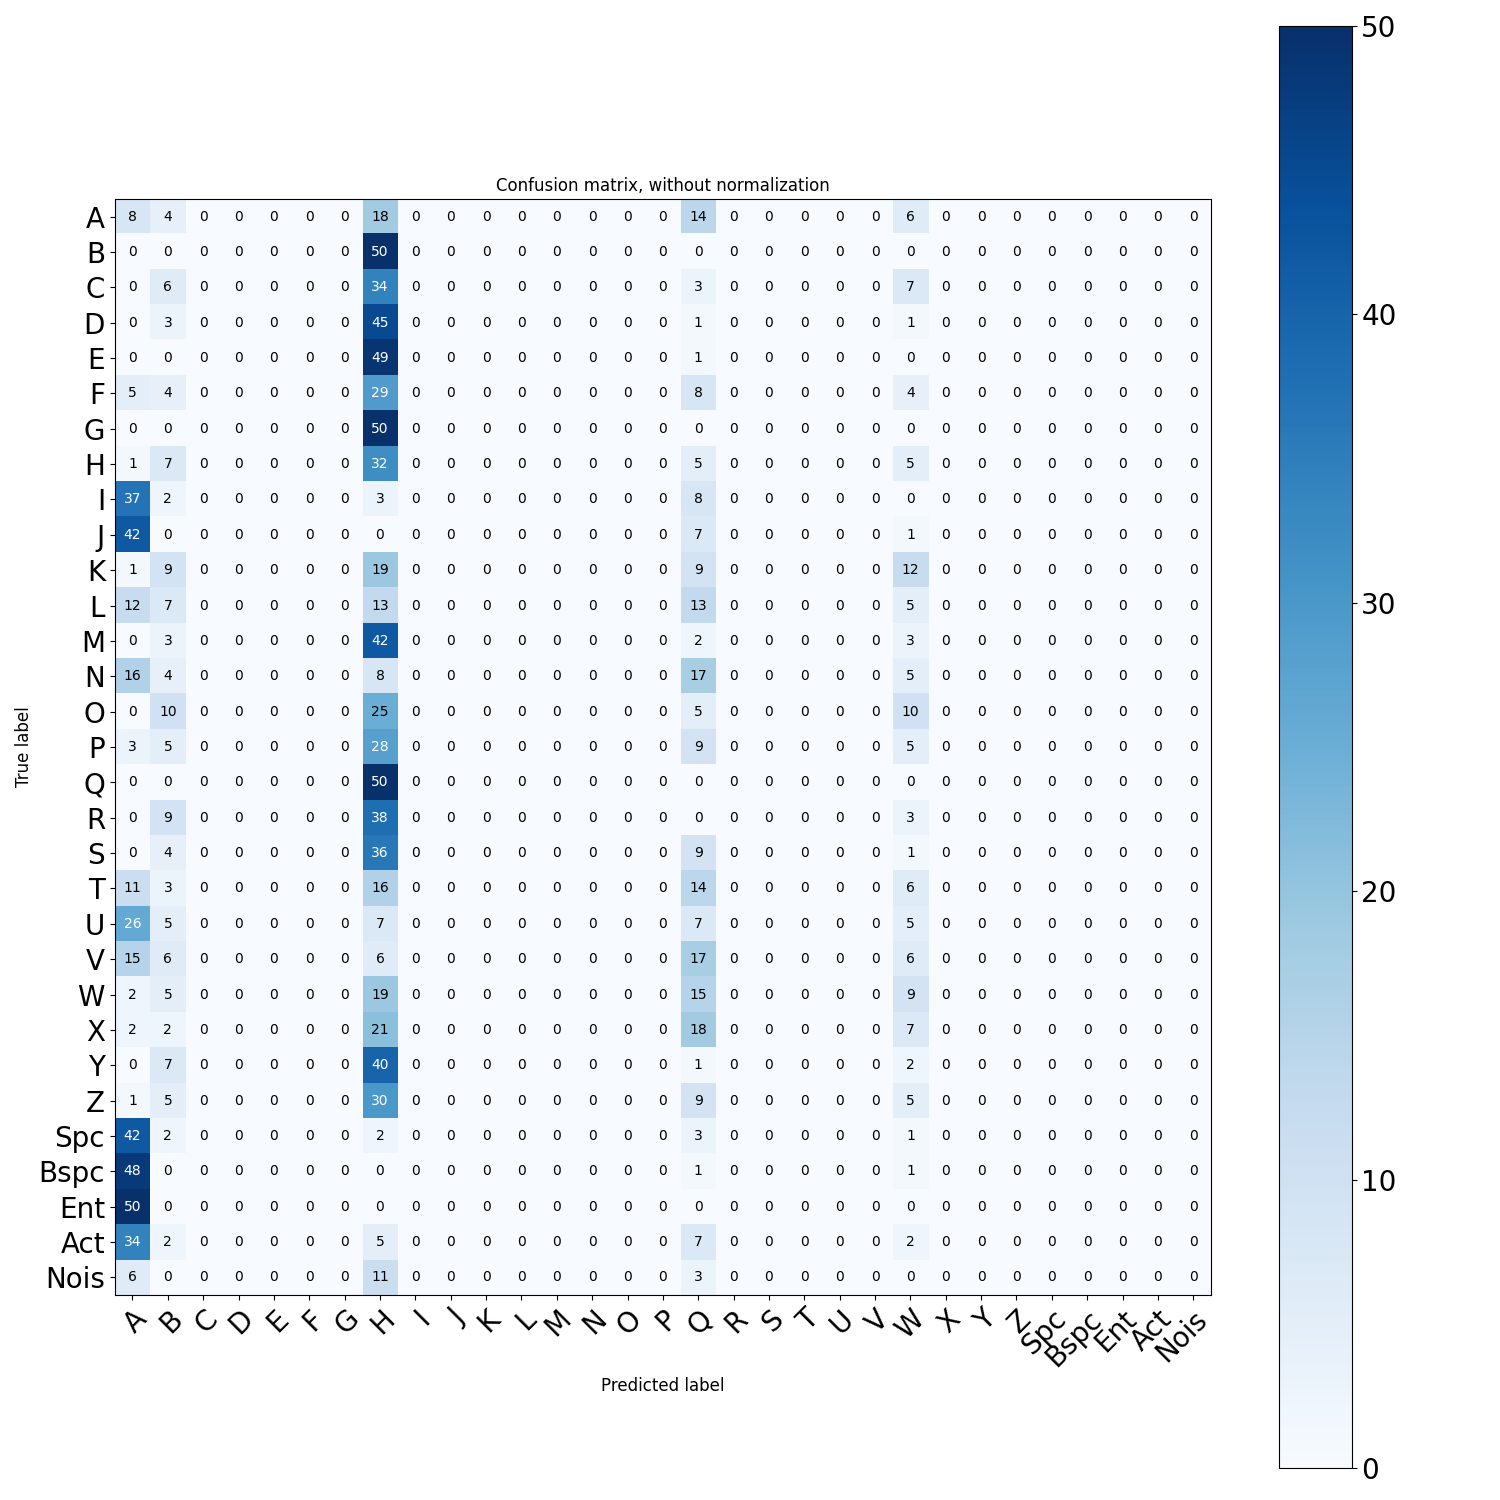 Confusion matrix, without normalization
50
A 8 4 0 0 0 0 0 18 0 0 0 0 0 0 0 0 14 0 0 0 0 0 6 0 0 0 0 0 0 0 0
B 0 0 0 0 0 0 0 50 0 0 0 0 0 0 0 0 0 0 0 0 0 0 0 0 0 0 0 0 0 0 0
C 0 6 0 0 0 0 0 34 0 0 0 0 0 0 0 0 3 0 0 0 0 0 7 0 0 0 0 0 0 0 0
D 0 3 0 0 0 0 0 45 0 0 0 0 0 0 0 0 1 0 0 0 0 0 1 0 0 0 0 0 0 0 0
40
E 0 0 0 0 0 0 0 49 0 0 0 0 0 0 0 0 1 0 0 0 0 0 0 0 0 0 0 0 0 0 0
F 5 4 0 0 0 0 0 29 0 0 0 0 0 0 0 0 8 0 0 0 0 0 4 0 0 0 0 0 0 0 0
G 0 0 0 0 0 0 0 50 0 0 0 0 0 0 0 0 0 0 0 0 0 0 0 0 0 0 0 0 0 0 0
H 1 7 0 0 0 0 0 32 0 0 0 0 0 0 0 0 5 0 0 0 0 0 5 0 0 0 0 0 0 0 0
I 37 2 0 0 0 0 0 3 0 0 0 0 0 0 0 0 8 0 0 0 0 0 0 0 0 0 0 0 0 0 0
J 42 0 0 0 0 0 0 0 0 0 0 0 0 0 0 0 7 0 0 0 0 0 1 0 0 0 0 0 0 0 0
K 1 9 0 0 0 0 0 19 0 0 0 0 0 0 0 0 9 0 0 0 0 0 12 0 0 0 0 0 0 0 0
30
L 12 7 0 0 0 0 0 13 0 0 0 0 0 0 0 0 13 0 0 0 0 0 5 0 0 0 0 0 0 0 0
M 0 3 0 0 0 0 0 42 0 0 0 0 0 0 0 0 2 0 0 0 0 0 3 0 0 0 0 0 0 0 0
N 16 4 0 0 0 0 0 8 0 0 0 0 0 0 0 0 17 0 0 0 0 0 5 0 0 0 0 0 0 0 0
O 0 10 0 0 0 0 0 25 0 0 0 0 0 0 0 0 5 0 0 0 0 0 10 0 0 0 0 0 0 0 0
True label
P 3 5 0 0 0 0 0 28 0 0 0 0 0 0 0 0 9 0 0 0 0 0 5 0 0 0 0 0 0 0 0
Q 0 0 0 0 0 0 0 50 0 0 0 0 0 0 0 0 0 0 0 0 0 0 0 0 0 0 0 0 0 0 0
R 0 9 0 0 0 0 0 38 0 0 0 0 0 0 0 0 0 0 0 0 0 0 3 0 0 0 0 0 0 0 0
S 0 4 0 0 0 0 0 36 0 0 0 0 0 0 0 0 9 0 0 0 0 0 1 0 0 0 0 0 0 0 0
T 11 3 0 0 0 0 0 16 0 0 0 0 0 0 0 0 14 0 0 0 0 0 6 0 0 0 0 0 0 0 0
20
U 26 5 0 0 0 0 0 7 0 0 0 0 0 0 0 0 7 0 0 0 0 0 5 0 0 0 0 0 0 0 0
V 15 6 0 0 0 0 0 6 0 0 0 0 0 0 0 0 17 0 0 0 0 0 6 0 0 0 0 0 0 0 0
W 2 5 0 0 0 0 0 19 0 0 0 0 0 0 0 0 15 0 0 0 0 0 9 0 0 0 0 0 0 0 0
X 2 2 0 0 0 0 0 21 0 0 0 0 0 0 0 0 18 0 0 0 0 0 7 0 0 0 0 0 0 0 0
Y 0 7 0 0 0 0 0 40 0 0 0 0 0 0 0 0 1 0 0 0 0 0 2 0 0 0 0 0 0 0 0
Z 1 5 0 0 0 0 0 30 0 0 0 0 0 0 0 0 9 0 0 0 0 0 5 0 0 0 0 0 0 0 0
Spc 42 2 0 0 0 0 0 2 0 0 0 0 0 0 0 0 3 0 0 0 0 0 1 0 0 0 0 0 0 0 0
Bspc 48 0 0 0 0 0 0 0 0 0 0 0 0 0 0 0 1 0 0 0 0 0 1 0 0 0 0 0 0 0 0
10
Ent 50 0 0 0 0 0 0 0 0 0 0 0 0 0 0 0 0 0 0 0 0 0 0 0 0 0 0 0 0 0 0
Act 34 2 0 0 0 0 0 5 0 0 0 0 0 0 0 0 7 0 0 0 0 0 2 0 0 0 0 0 0 0 0
Nois 6 0 0 0 0 0 0 11 0 0 0 0 0 0 0 0 3 0 0 0 0 0 0 0 0 0 0 0 0 0 0
A B C D E F G H I J K L M N O P Q R S T U V W X Y Z Spc Bspc Ent Act Nois
Predicted label
0